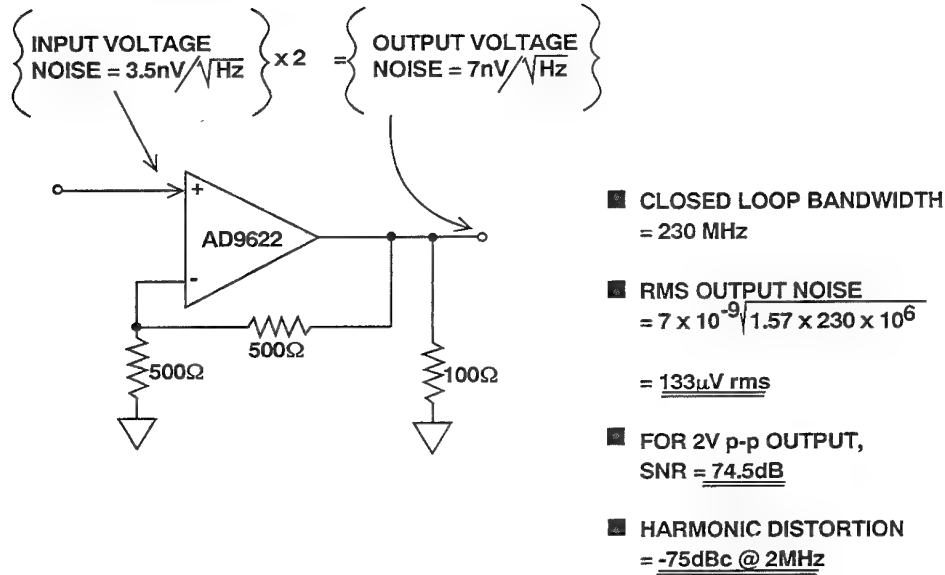 INPUT VOLTAGE
NOISE = 3.5nV/√Hz
x 2
=
OUTPUT VOLTAGE
NOISE = 7nV/√Hz
+
AD9622
-
500Ω
500Ω
100Ω
■ CLOSED LOOP BANDWIDTH
= 230 MHz
■ RMS OUTPUT NOISE
= 7 x 10⁻⁹√1.57 x 230 x 10⁶
= 133µV rms
■ FOR 2V p-p OUTPUT,
SNR = 74.5dB
■ HARMONIC DISTORTION
= -75dBc @ 2MHz